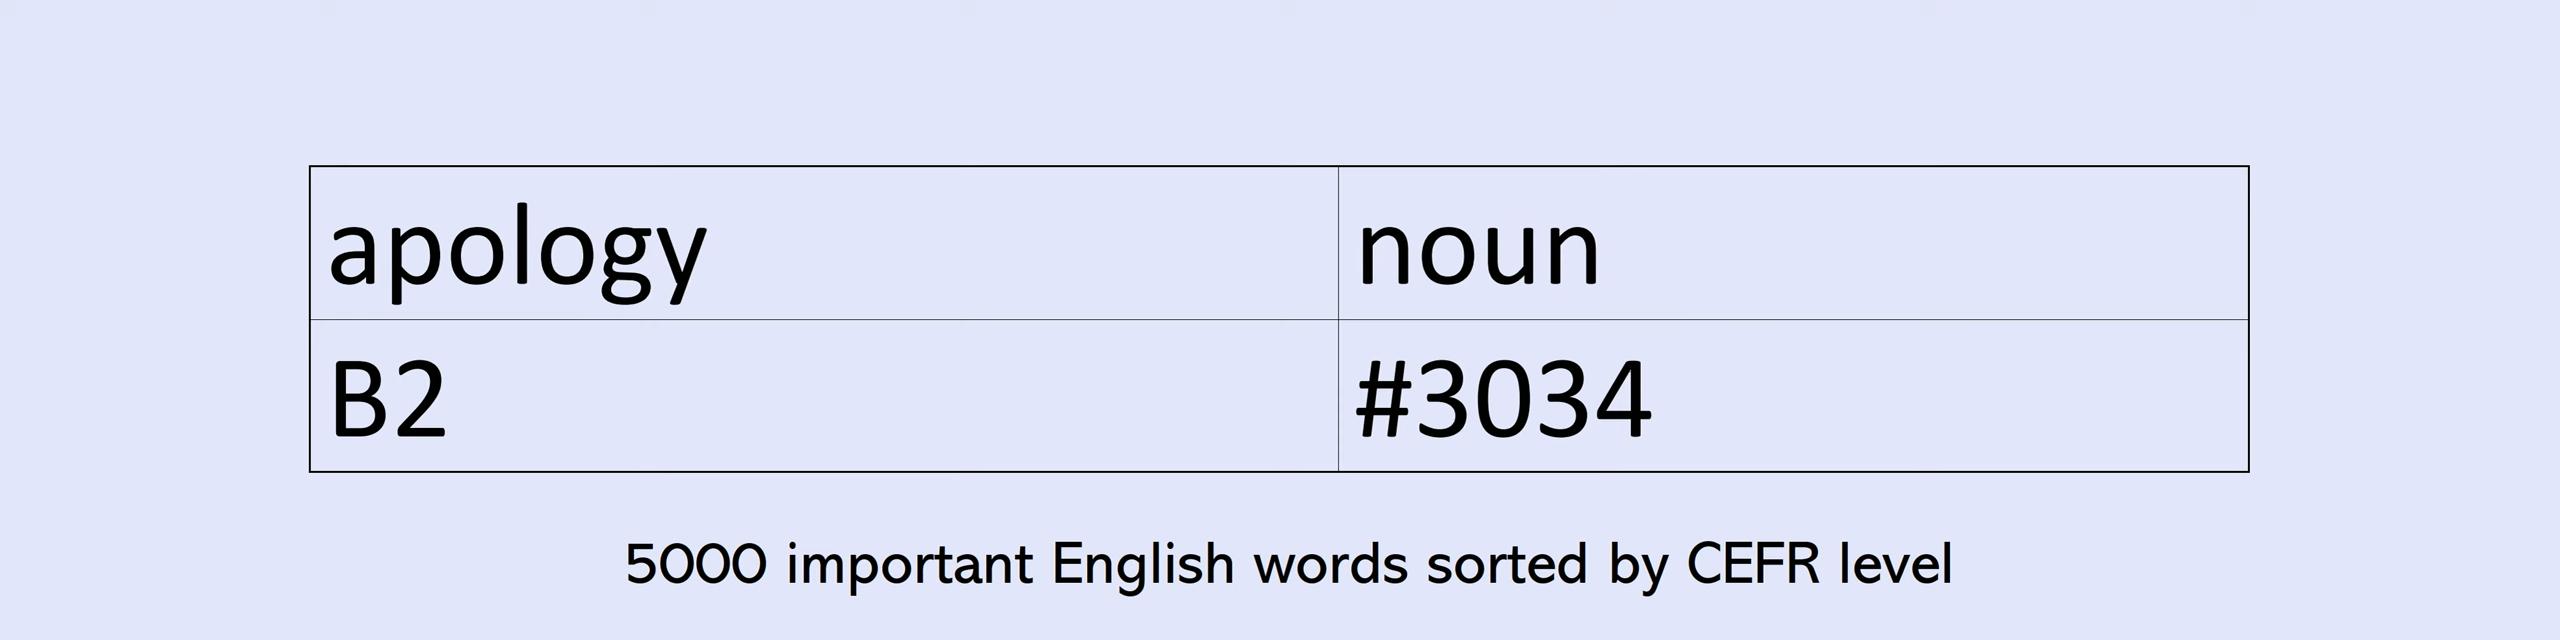 apology noun
B2 #3034
5000 important English words sorted by CEFR level